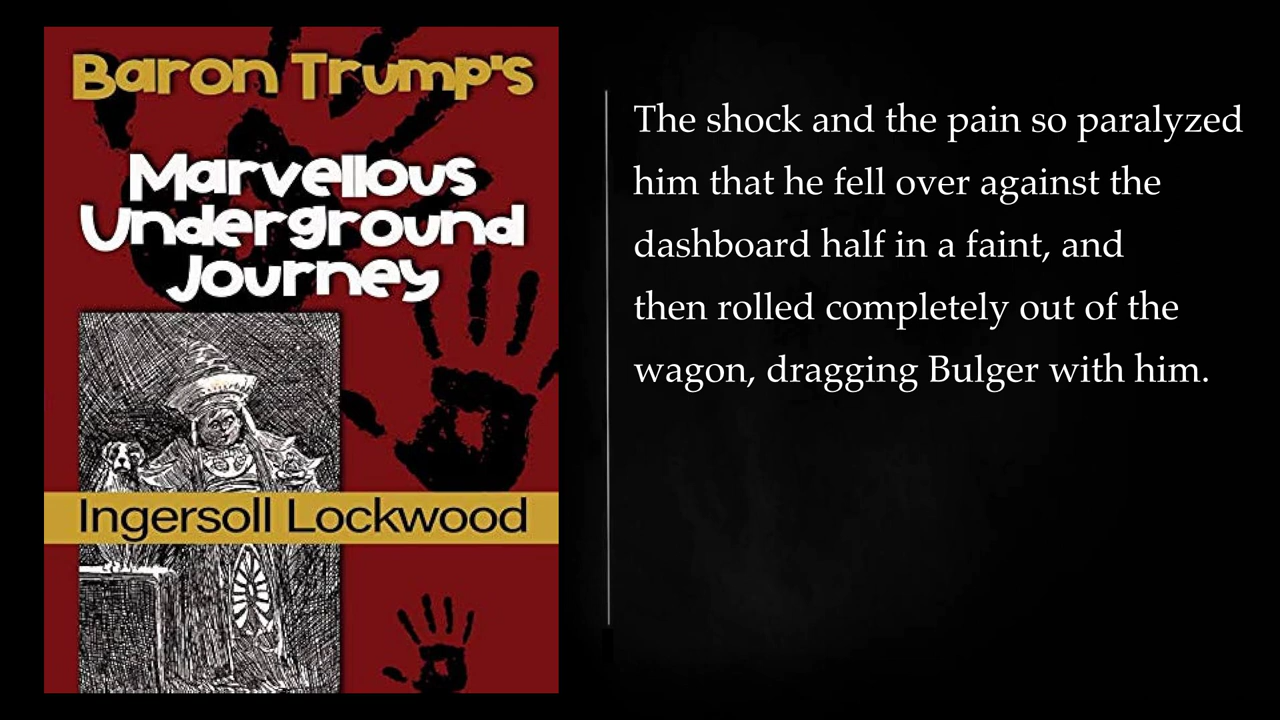 Baron Trump's
Marvellous
Underground
Journey
Ingersoll Lockwood
The shock and the pain so paralyzed
him that he fell over against the
dashboard half in a faint, and
then rolled completely out of the
wagon, dragging Bulger with him.